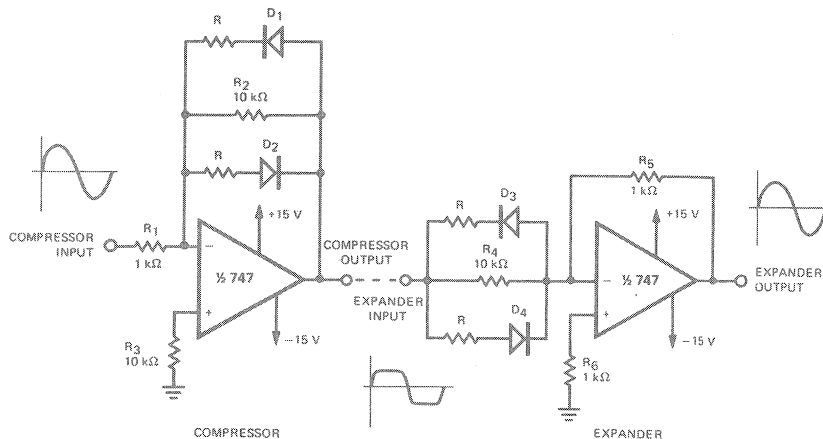 R
D1
R2
10 kΩ
R
D2
R1
1 kΩ
COMPRESSOR
INPUT
–
½ 747
+
+15 V
–15 V
R3
10 kΩ
COMPRESSOR
OUTPUT
EXPANDER
INPUT
R
D3
R4
10 kΩ
R
D4
R5
1 kΩ
–
½ 747
+
+15 V
–15 V
R6
1 kΩ
EXPANDER
OUTPUT
COMPRESSOR
EXPANDER